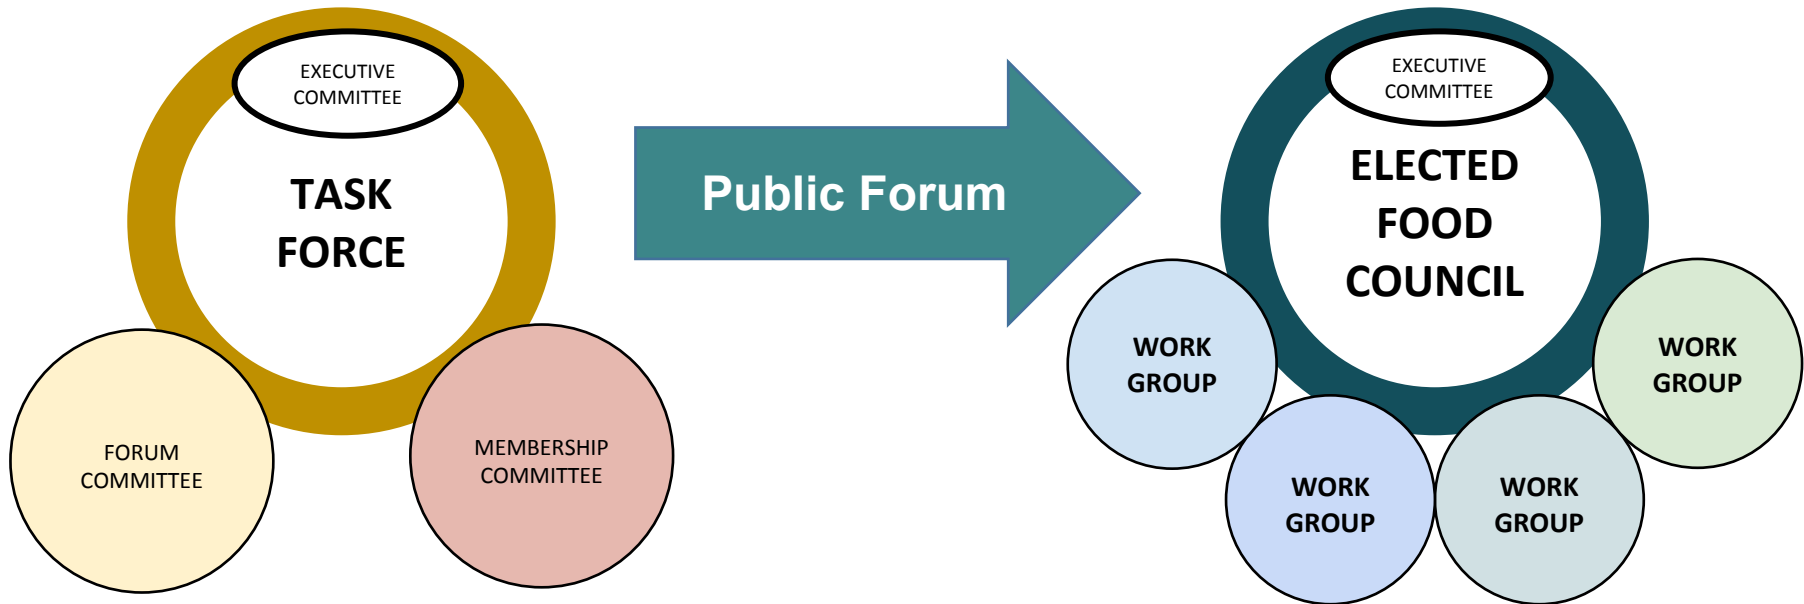 EXECUTIVE
COMMITTEE
TASK
FORCE
FORUM
COMMITTEE
MEMBERSHIP
COMMITTEE
Public Forum
EXECUTIVE
COMMITTEE
ELECTED
FOOD
COUNCIL
WORK
GROUP
WORK
GROUP
WORK
GROUP
WORK
GROUP